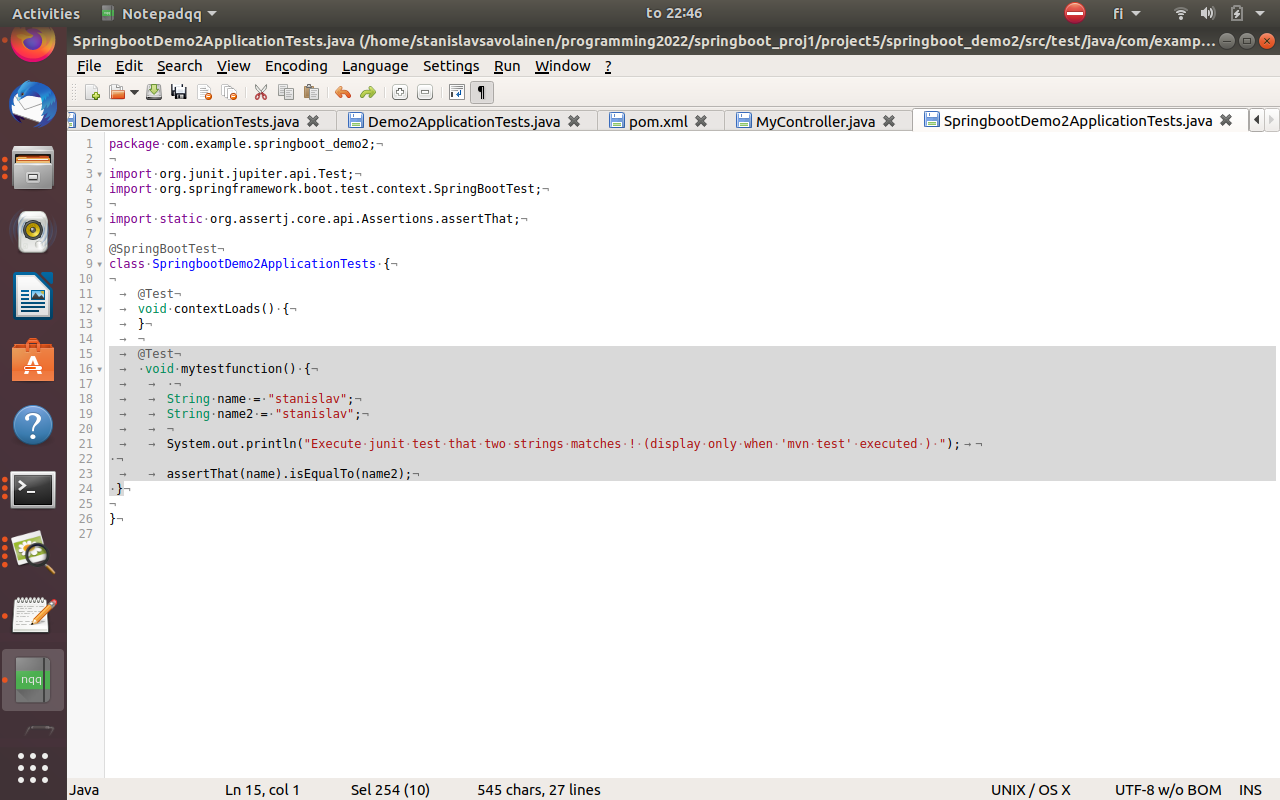 Activities Notepadqq to 22:46 fi
SpringbootDemo2ApplicationTests.java (/home/stanislavsavolainen/programming2022/springboot_proj1/project5/springboot_demo2/src/test/java/com/examp...
File Edit Search View Encoding Language Settings Run Window ?
Demorest1ApplicationTests.java Demo2ApplicationTests.java pom.xml MyController.java SpringbootDemo2ApplicationTests.java
1 package·com.example.springboot_demo2;¬
2 ¬
3 import·org.junit.jupiter.api.Test;¬
4 import·org.springframework.boot.test.context.SpringBootTest;¬
5 ¬
6 import·static·org.assertj.core.api.Assertions.assertThat;¬
7 ¬
8 @SpringBootTest¬
9 class·SpringbootDemo2ApplicationTests·{¬
10 ¬
11 → @Test¬
12 → void·contextLoads()·{¬
13 → }¬
14 → ¬
15 → @Test¬
16 → ·void·mytestfunction()·{¬
17 → → ·¬
18 → → String·name·=·"stanislav";¬
19 → → String·name2·=·"stanislav";¬
20 → → ¬
21 → → System.out.println("Execute·junit·test·that·two·strings·matches·!·(display·only·when·'mvn·test'·executed·)·");→¬
22 ·¬
23 → → assertThat(name).isEqualTo(name2);¬
24 ·}¬
25 ¬
26 }¬
27
nqq
Java Ln 15, col 1 Sel 254 (10) 545 chars, 27 lines UNIX / OS X UTF-8 w/o BOM INS